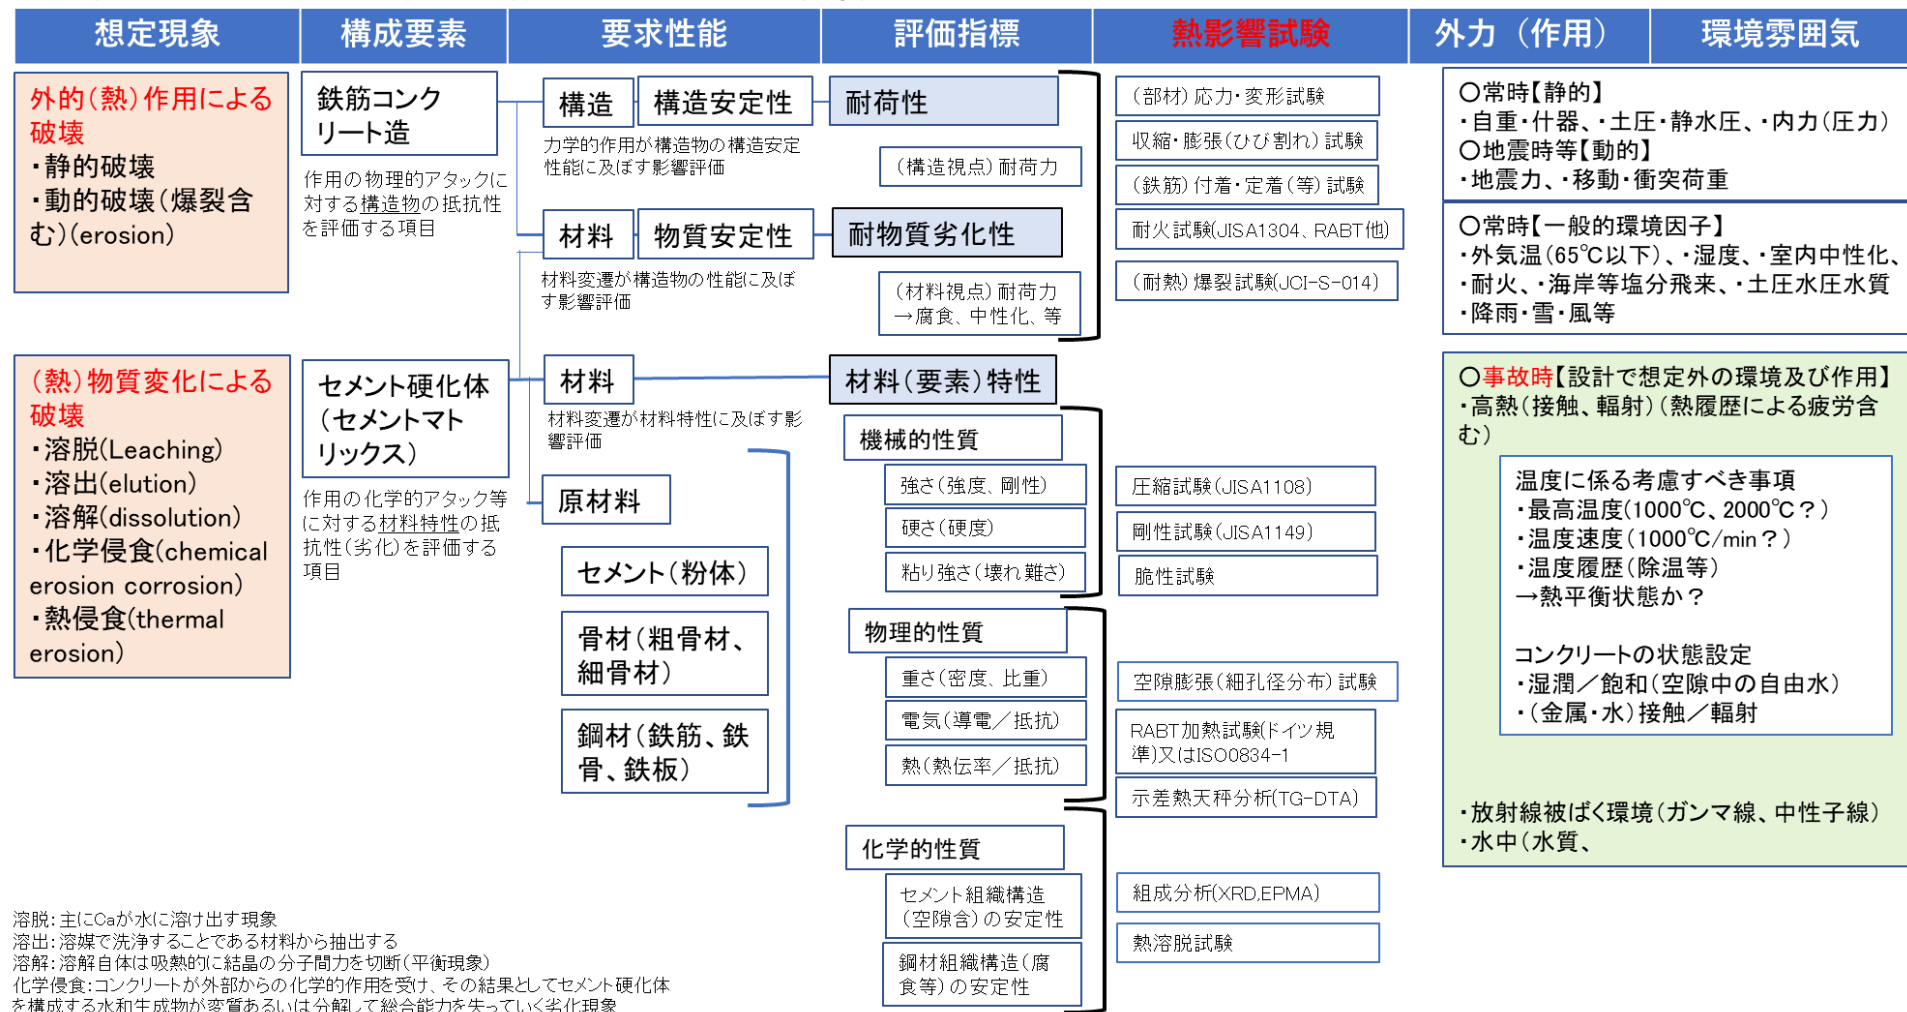 想定現象
構成要素
要求性能
評価指標
熱影響試験
外力（作用）
環境雰囲気
外的（熱）作用による
破壊
・静的破壊
・動的破壊（爆裂含
む）(erosion)
鉄筋コンク
リート造
作用の物理的アタックに
対する構造物の抵抗性
を評価する項目
構造
構造安定性
力学的作用が構造物の構造安定
性能に及ぼす影響評価
材料
物質安定性
材料変遷が構造物の性能に及ぼ
す影響評価
耐荷性
（構造視点）耐荷力
耐物質劣化性
（材料視点）耐荷力
→腐食、中性化、等
（部材）応力・変形試験
収縮・膨張（ひび割れ）試験
（鉄筋）付着・定着（等）試験
耐火試験(JISA1304、RABT他)
（耐熱）爆裂試験(JCI-S-014)
〇常時【静的】
・自重・什器、・土圧・静水圧、・内力（圧力）
〇地震時等【動的】
・地震力、・移動・衝突荷重
〇常時【一般的環境因子】
・外気温（65℃以下）、・湿度、・室内中性化、
・耐火、・海岸等塩分飛来、・土圧水圧水質
・降雨・雪・風等
（熱）物質変化による
破壊
・溶脱(Leaching)
・溶出(elution)
・溶解(dissolution)
・化学侵食(chemical
erosion corrosion)
・熱侵食(thermal
erosion)
セメント硬化体
（セメントマト
リックス）
作用の化学的アタック等
に対する材料特性の抵
抗性（劣化）を評価する
項目
材料
材料変遷が材料特性に及ぼす影
響評価
原材料
セメント（粉体）
骨材（粗骨材、
細骨材）
鋼材（鉄筋、鉄
骨、鉄板）
材料（要素）特性
機械的性質
強さ（強度、剛性）
硬さ（硬度）
粘り強さ（壊れ難さ）
物理的性質
重さ（密度、比重）
電気（導電／抵抗）
熱（熱伝率／抵抗）
化学的性質
セメント組織構造
（空隙含）の安定性
鋼材組織構造（腐
食等）の安定性
圧縮試験(JISA1108)
剛性試験(JISA1149)
脆性試験
空隙膨張（細孔径分布）試験
RABT加熱試験(ドイツ規
準)又はISO0834-1
示差熱天秤分析(TG-DTA)
組成分析(XRD,EPMA)
熱溶脱試験
〇事故時【設計で想定外の環境及び作用】
・高熱（接触、輻射）（熱履歴による疲労含
む）
温度に係る考慮すべき事項
・最高温度(1000℃、2000℃？)
・温度速度(1000℃/min？)
・温度履歴（除温等）
→熱平衡状態か？
コンクリートの状態設定
・湿潤／飽和（空隙中の自由水）
・（金属・水）接触／輻射
・放射線被ばく環境（ガンマ線、中性子線）
・水中（水質、
溶脱：主にCaが水に溶け出す現象
溶出：溶媒で洗浄することである材料から抽出する
溶解：溶解自体は吸熱的に結晶の分子間力を切断（平衡現象）
化学侵食：コンクリートが外部からの化学的作用を受け、その結果としてセメント硬化体
を構成する水和生成物が変質あるいは分解して総合能力を失っていく劣化現象